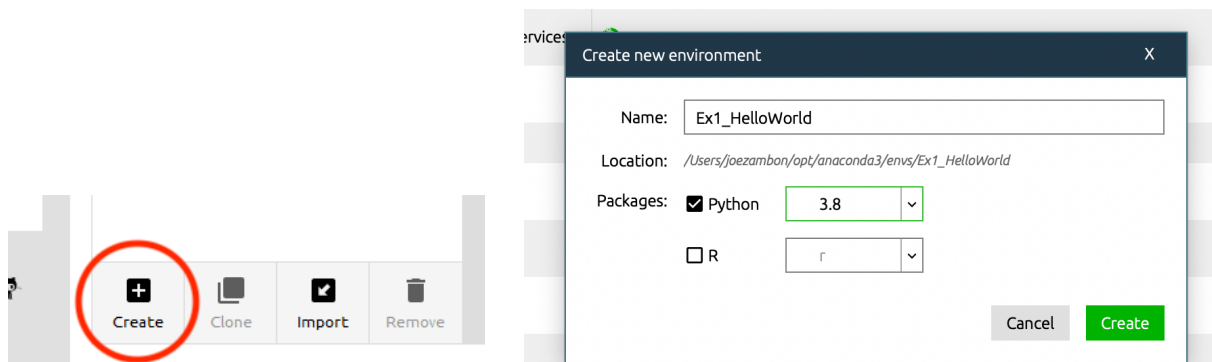 Create Clone Import Remove
ervices
Create new environment X
Name: Ex1_HelloWorld
Location: /Users/joezambon/opt/anaconda3/envs/Ex1_HelloWorld
Packages: Python 3.8
R r
Cancel Create